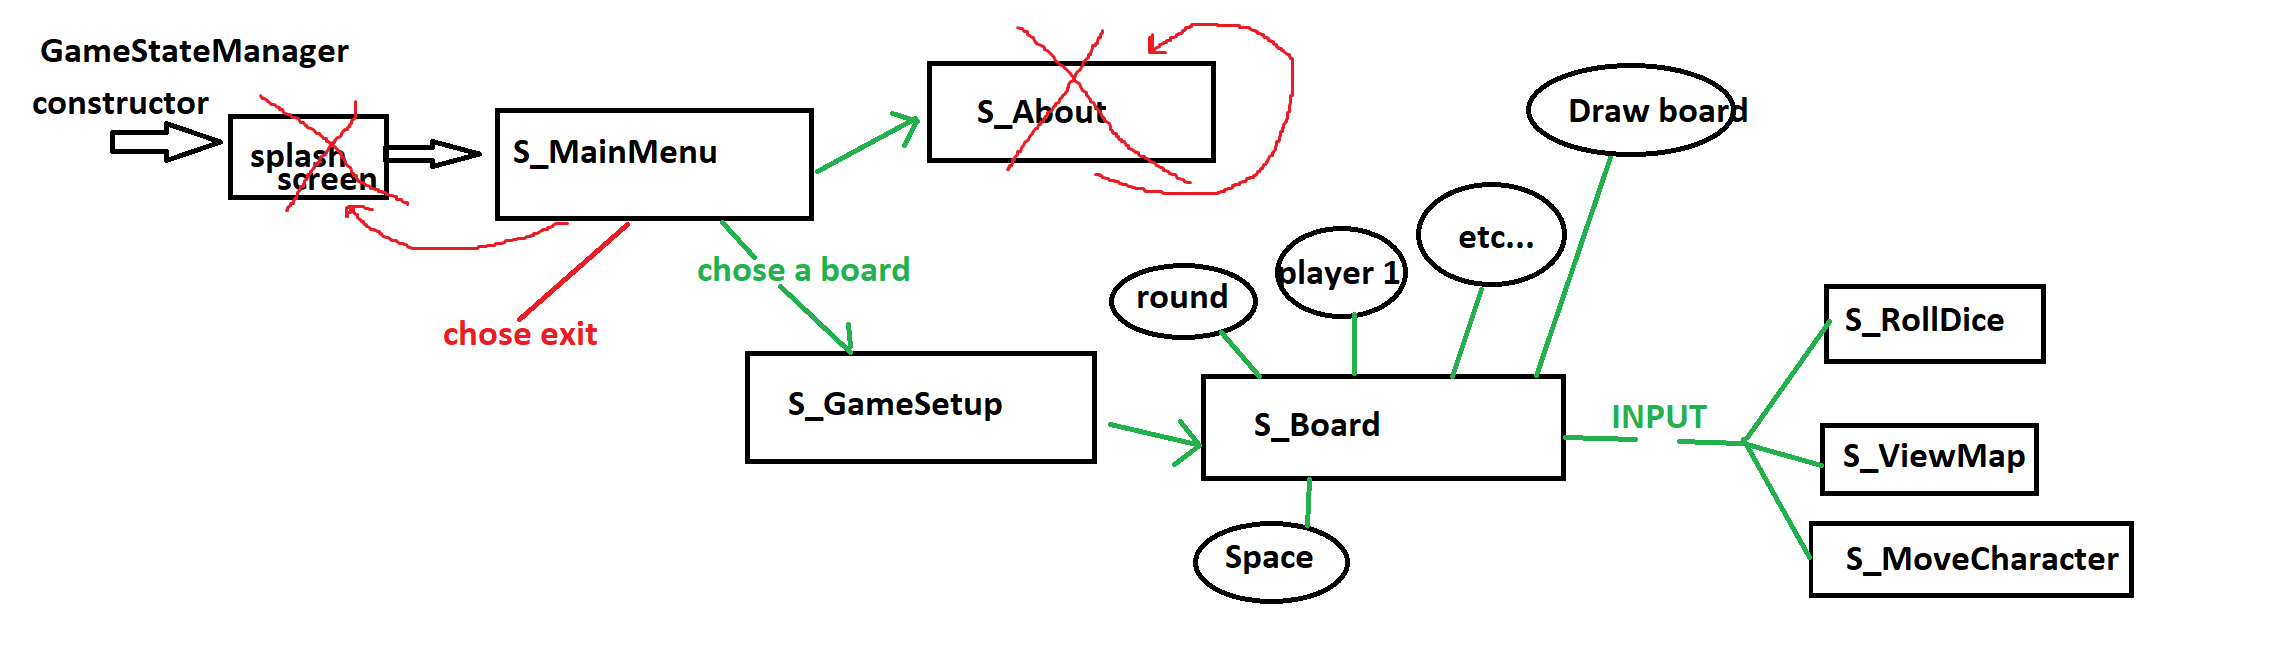 GameStateManager
constructor
splash
screen
S_MainMenu
S_About
Draw board
etc...
player 1
round
chose a board
chose exit
S_GameSetup
S_Board
INPUT
S_RollDice
S_ViewMap
S_MoveCharacter
Space